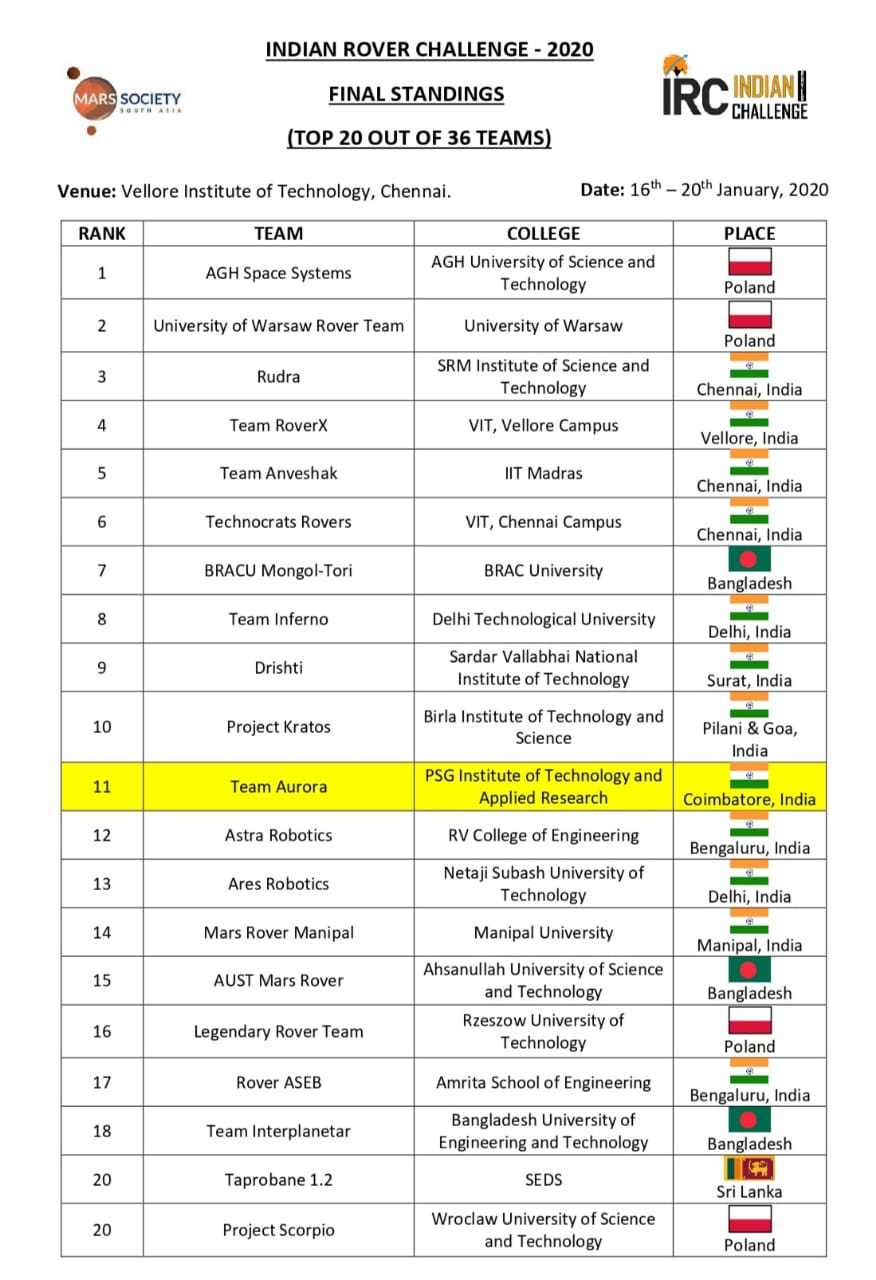 INDIAN ROVER CHALLENGE - 2020
FINAL STANDINGS
(TOP 20 OUT OF 36 TEAMS)
MARS SOCIETY
SOUTH ASIA
IRC INDIAN
CHALLENGE
Venue: Vellore Institute of Technology, Chennai.
Date: 16th – 20th January, 2020
RANK TEAM COLLEGE PLACE
1 AGH Space Systems AGH University of Science and
Technology Poland
2 University of Warsaw Rover Team University of Warsaw Poland
3 Rudra SRM Institute of Science and
Technology Chennai, India
4 Team RoverX VIT, Vellore Campus Vellore, India
5 Team Anveshak IIT Madras Chennai, India
6 Technocrats Rovers VIT, Chennai Campus Chennai, India
7 BRACU Mongol-Tori BRAC University Bangladesh
8 Team Inferno Delhi Technological University Delhi, India
9 Drishti Sardar Vallabhai National
Institute of Technology Surat, India
10 Project Kratos Birla Institute of Technology and
Science Pilani & Goa,
India
11 Team Aurora PSG Institute of Technology and
Applied Research Coimbatore, India
12 Astra Robotics RV College of Engineering Bengaluru, India
13 Ares Robotics Netaji Subash University of
Technology Delhi, India
14 Mars Rover Manipal Manipal University Manipal, India
15 AUST Mars Rover Ahsanullah University of Science
and Technology Bangladesh
16 Legendary Rover Team Rzeszow University of
Technology Poland
17 Rover ASEB Amrita School of Engineering Bengaluru, India
18 Team Interplanetar Bangladesh University of
Engineering and Technology Bangladesh
20 Taprobane 1.2 SEDS Sri Lanka
20 Project Scorpio Wroclaw University of Science
and Technology Poland